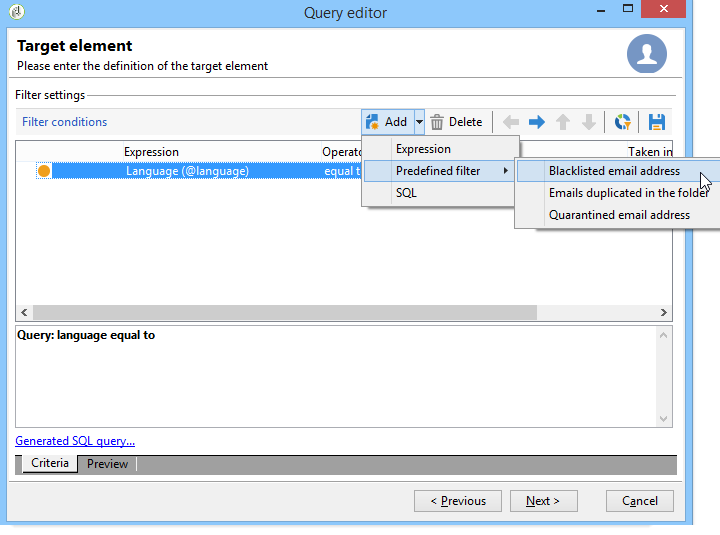 Query editor
Target element
Please enter the definition of the target element
Filter settings
Filter conditions
Add
Delete
Expression
Operato
Taken in
Language (@language)
equal t
Expression
Predefined filter
SQL
Blacklisted email address
Emails duplicated in the folder
Quarantined email address
Query: language equal to
Generated SQL query...
Criteria
Preview
< Previous
Next >
Cancel